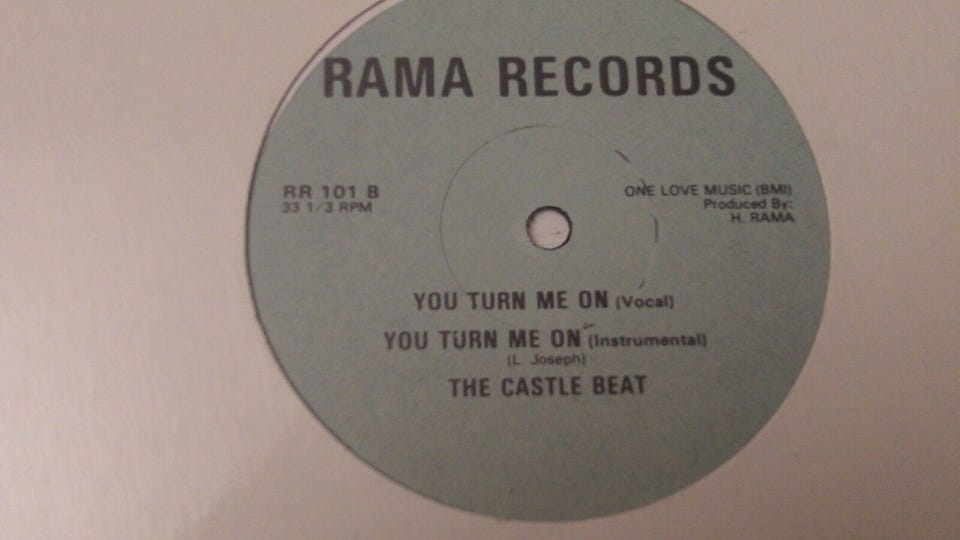 RAMA RECORDS
RR 101 B
33 1/3 RPM
ONE LOVE MUSIC (BMI)
Produced By:
H. RAMA
YOU TURN ME ON (Vocal)
YOU TURN ME ON (Instrumental)
(L. Joseph)
THE CASTLE BEAT